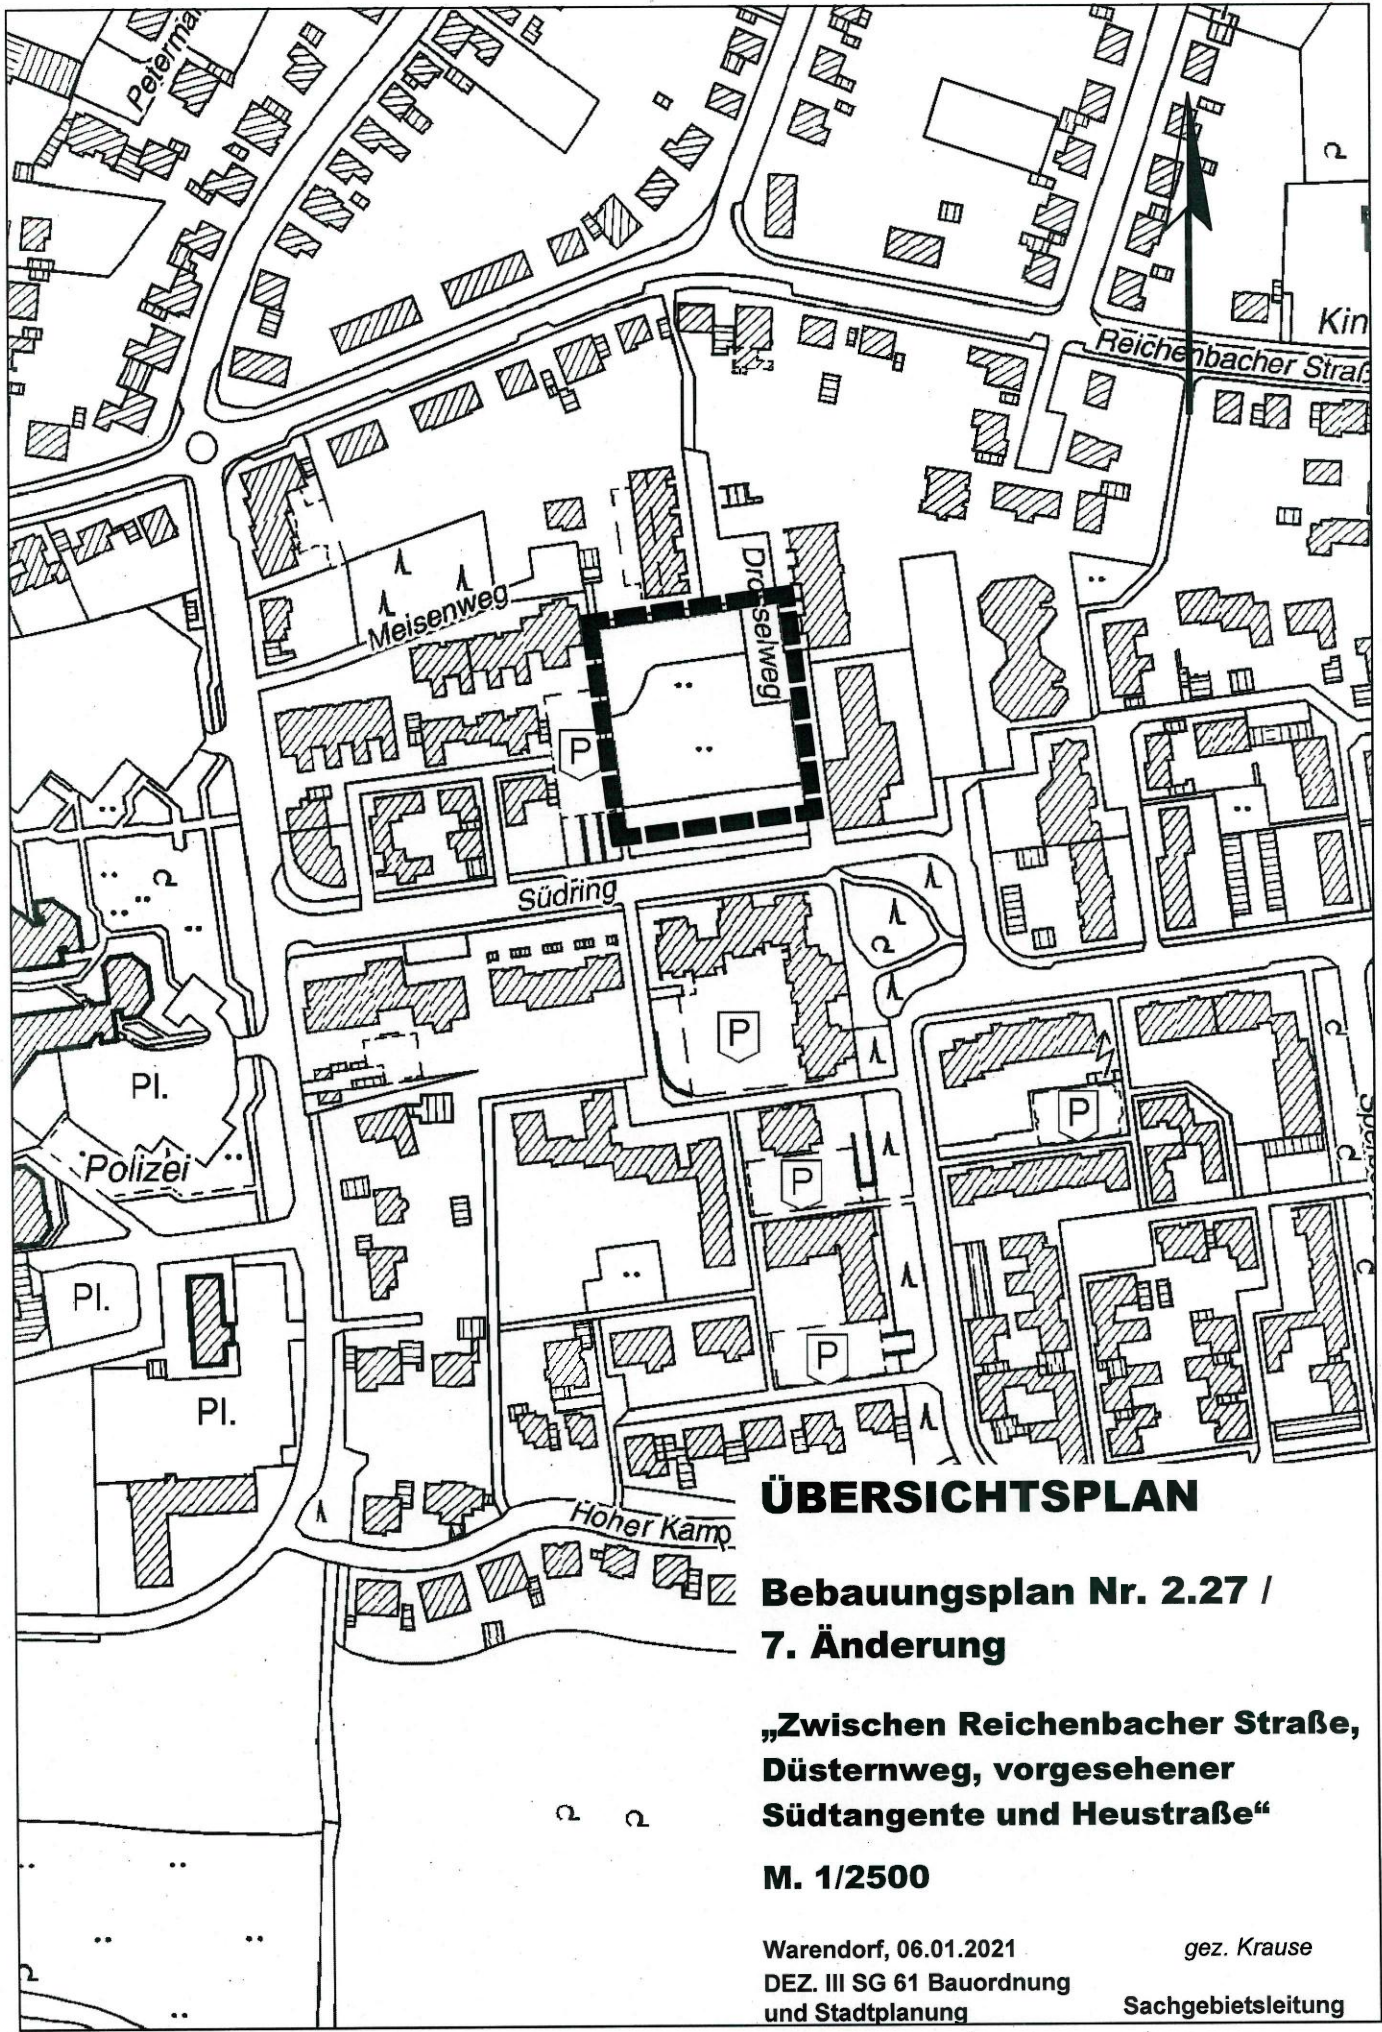 Kin
Reichenbacher Straß
Meisenweg
Drosselweg
P
Südring
P
Pl.
P
Polizei
P
Pl.
P
Pl.
Hoher Kamp
ÜBERSICHTSPLAN
Bebauungsplan Nr. 2.27 /
7. Änderung
„Zwischen Reichenbacher Straße,
Düsternweg, vorgesehener
Südtangente und Heustraße“
M. 1/2500
Warendorf, 06.01.2021
gez. Krause
DEZ. III SG 61 Bauordnung
und Stadtplanung
Sachgebietsleitung